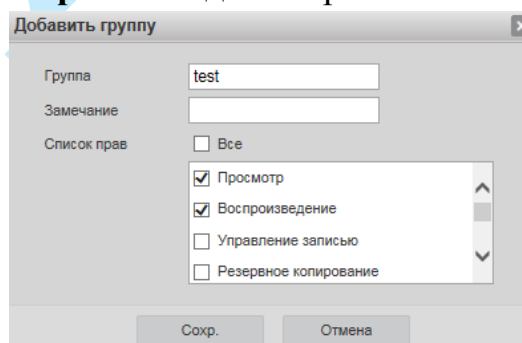 Добавить группу
Группа test
Замечание
Список прав Все
Просмотр
Воспроизведение
Управление записью
Резервное копирование
Сохр. Отмена